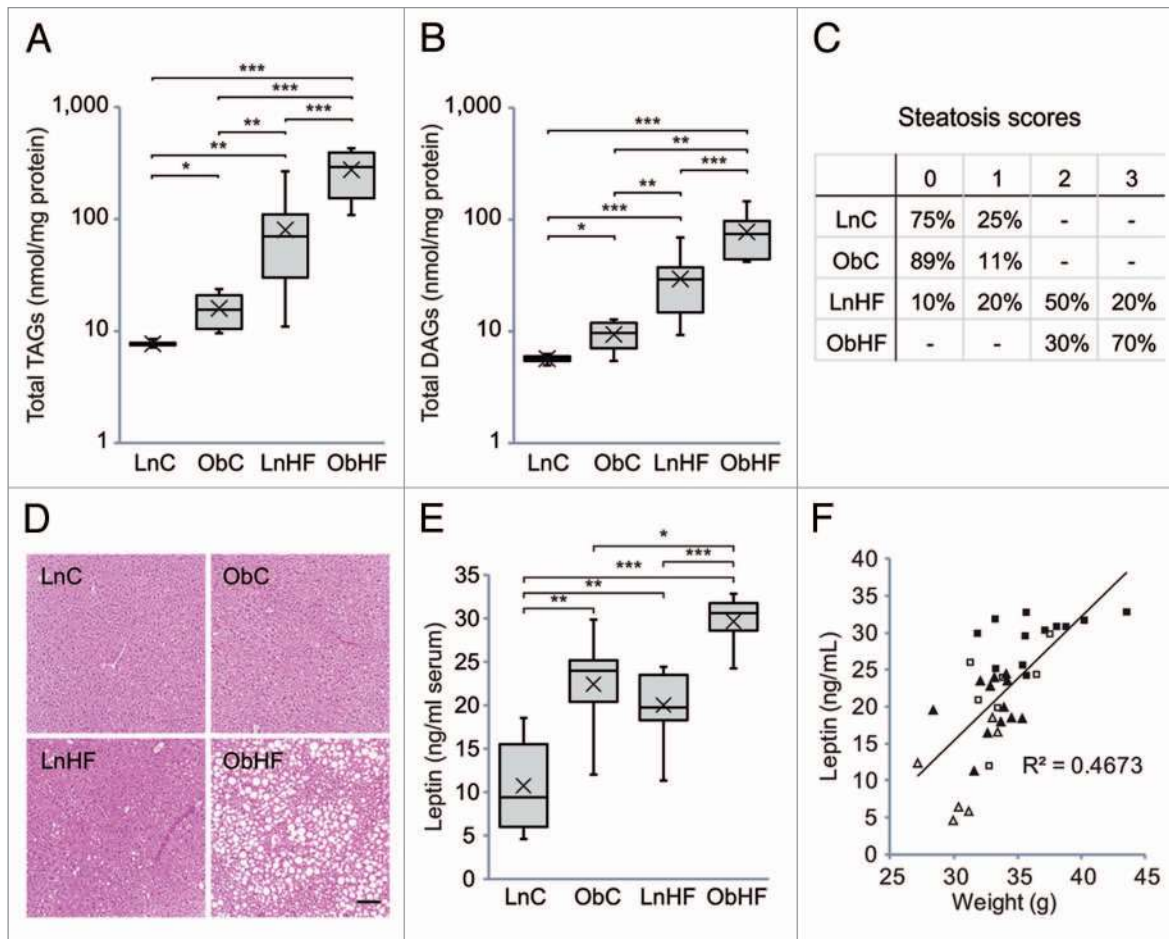 A
***
***
*** 
**
**
*
1,000
100
10
1
Total TAGs (nmol/mg protein)
LnC ObC LnHF ObHF
B
***
**
***
**
***
*
1,000
100
10
1
Total DAGs (nmol/mg protein)
LnC ObC LnHF ObHF
C
Steatosis scores
0 1 2 3
LnC 75% 25% - -
ObC 89% 11% - -
LnHF 10% 20% 50% 20%
ObHF - - 30% 70%
D
LnC ObC
LnHF ObHF
E
*
***
***
**
**
35
30
25
20
15
10
5
0
Leptin (ng/ml serum)
LnC ObC LnHF ObHF
F
40
35
30
25
20
15
10
5
0
Leptin (ng/mL)
R² = 0.4673
25 30 35 40 45
Weight (g)